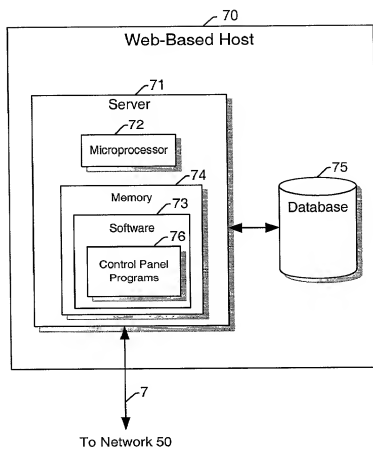 70
Web-Based Host
71
Server
72
Microprocessor
74
Memory
73
Software
76
Control Panel
Programs
75
Database
7
To Network 50